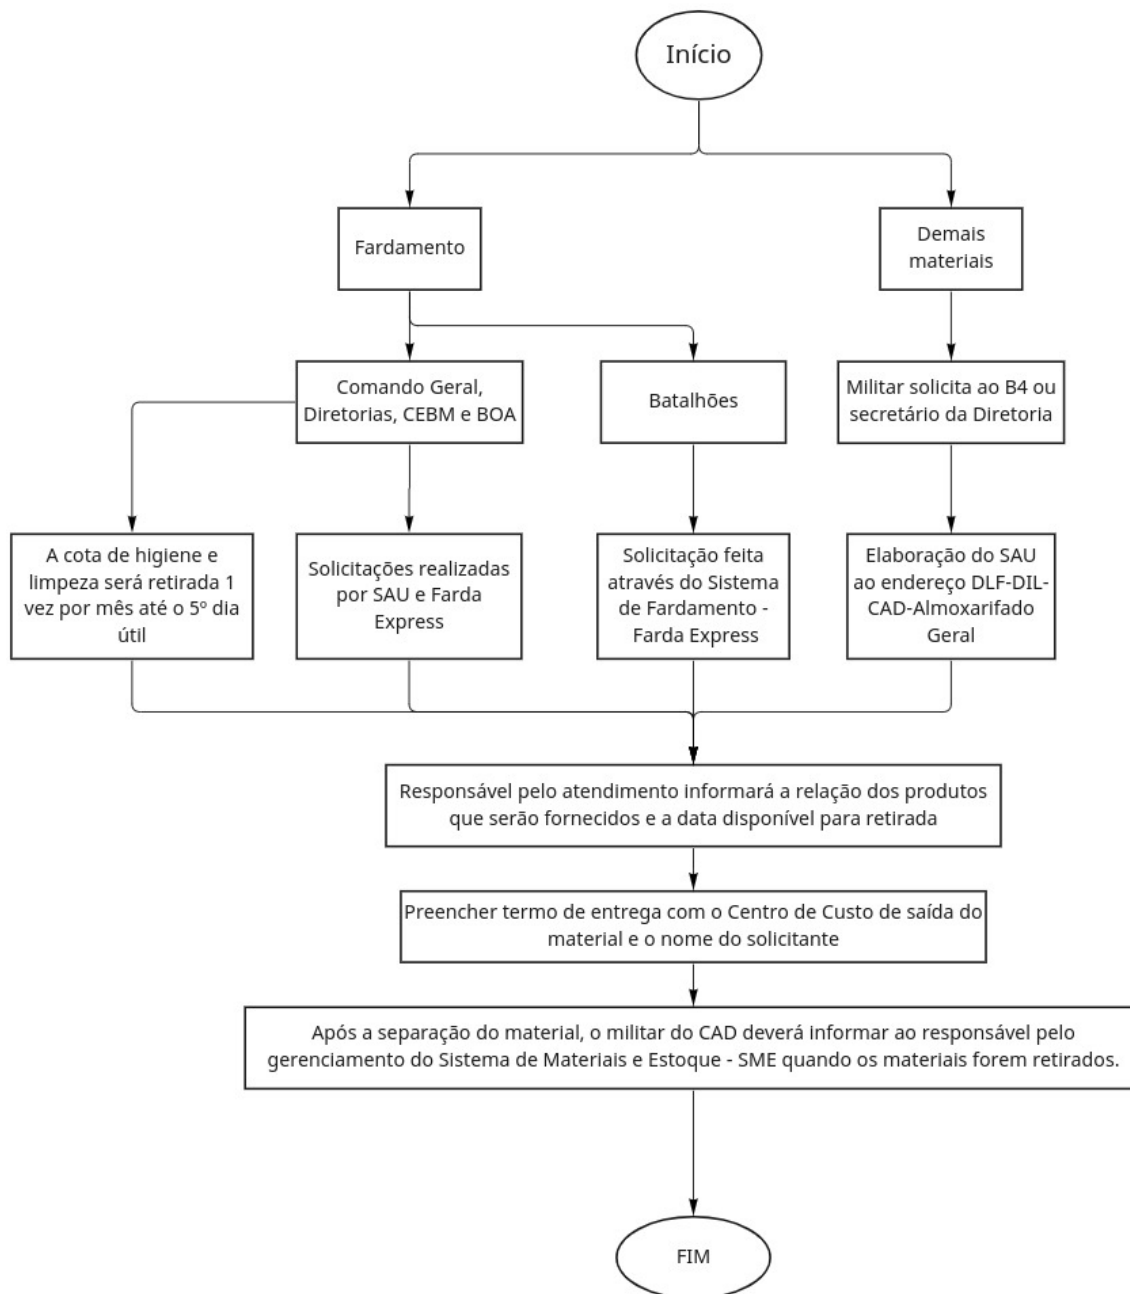 Início
Fardamento
Demais
materiais
Comando Geral,
Diretorias, CEBM e BOA
Batalhões
Militar solicita ao B4 ou
secretário da Diretoria
A cota de higiene e
limpeza será retirada 1
vez por mês até o 5º dia
útil
Solicitações realizadas
por SAU e Farda
Express
Solicitação feita
através do Sistema
de Fardamento -
Farda Express
Elaboração do SAU
ao endereço DLF-DIL-
CAD-Almoxarifado
Geral
Responsável pelo atendimento informará a relação dos produtos
que serão fornecidos e a data disponível para retirada
Preencher termo de entrega com o Centro de Custo de saída do
material e o nome do solicitante
Após a separação do material, o militar do CAD deverá informar ao responsável pelo
gerenciamento do Sistema de Materiais e Estoque - SME quando os materiais forem retirados.
FIM